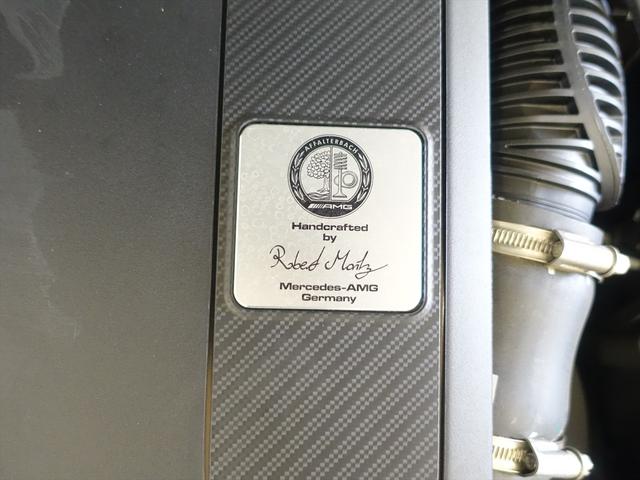 AFFALTERBACH
AMG
Handcrafted
by
Robert Moritz
Mercedes-AMG
Germany